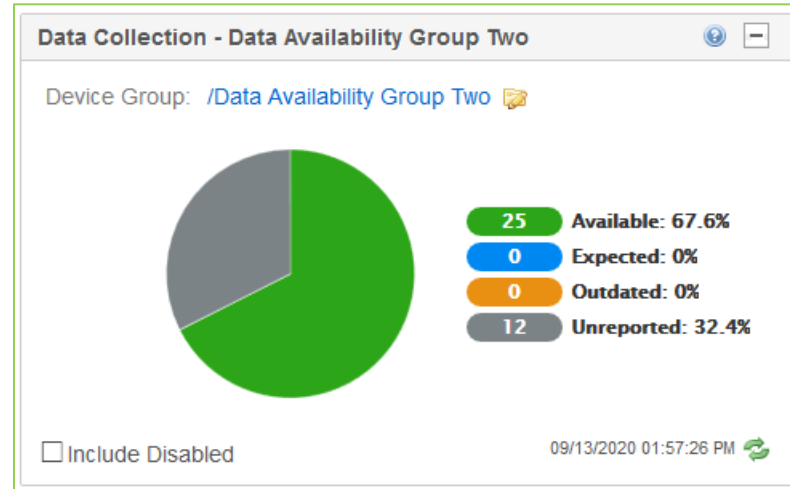 Data Collection - Data Availability Group Two
Device Group: /Data Availability Group Two
25 Available: 67.6%
0 Expected: 0%
0 Outdated: 0%
12 Unreported: 32.4%
Include Disabled
09/13/2020 01:57:26 PM